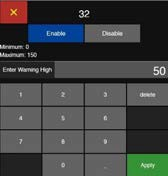 32
Enable Disable
Minimum: 0
Maximum: 150
Enter Warning High 50
1 2 3 delete
4 5 6
7 8 9
0 .
Apply